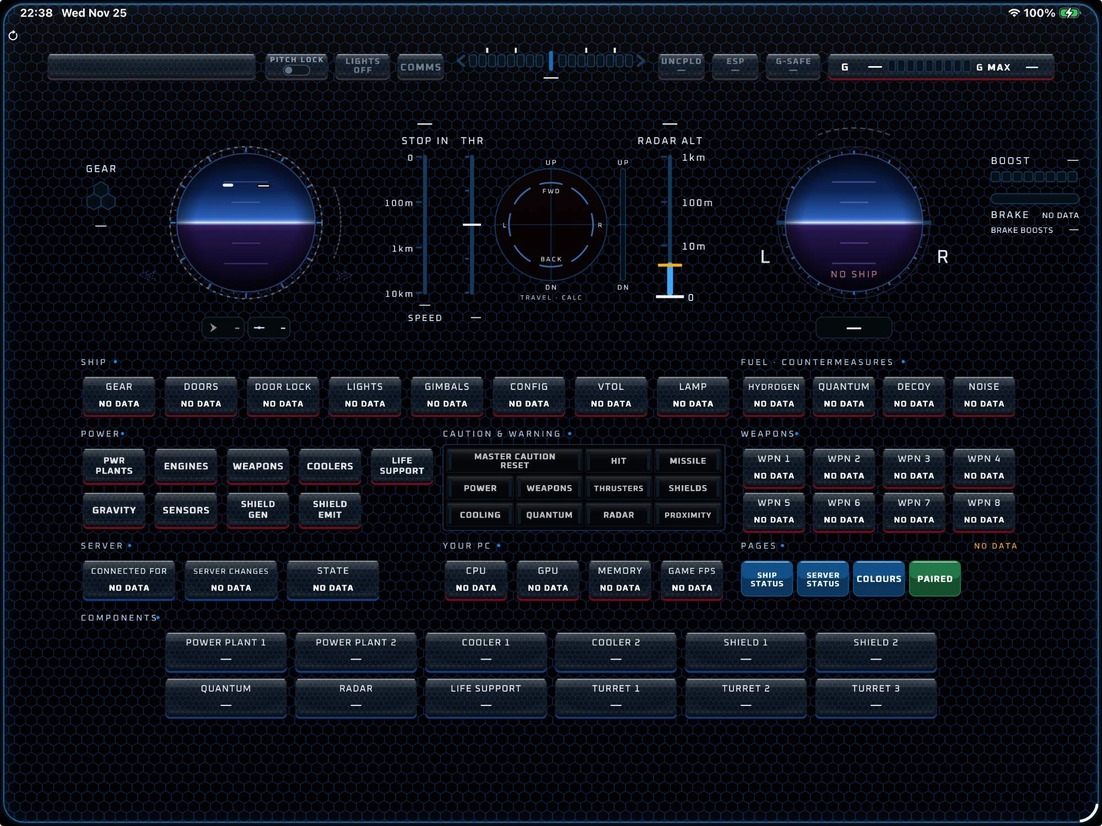 22:38 Wed Nov 25
100%
PITCH LOCK
LIGHTS OFF
COMMS
UNCPLD —
ESP —
G-SAFE —
G — G MAX —
GEAR
—
STOP IN THR
0
100m
1km
10km
SPEED —
UP
FWD
L R
BACK
DN
TRAVEL · CALC
UP
DN
RADAR ALT
1km
100m
10m
0
L R
NO SHIP
—
BOOST —
BRAKE NO DATA
BRAKE BOOSTS —
SHIP
GEAR DOORS DOOR LOCK LIGHTS GIMBALS CONFIG VTOL LAMP
NO DATA NO DATA NO DATA NO DATA NO DATA NO DATA NO DATA NO DATA
FUEL · COUNTERMEASURES
HYDROGEN QUANTUM DECOY NOISE
NO DATA NO DATA NO DATA NO DATA
POWER
PWR PLANTS
ENGINES
WEAPONS
COOLERS
LIFE SUPPORT
GRAVITY
SENSORS
SHIELD GEN
SHIELD EMIT
CAUTION & WARNING
MASTER CAUTION RESET
HIT MISSILE
POWER WEAPONS THRUSTERS SHIELDS
COOLING QUANTUM RADAR PROXIMITY
WEAPONS
WPN 1 WPN 2 WPN 3 WPN 4
NO DATA NO DATA NO DATA NO DATA
WPN 5 WPN 6 WPN 7 WPN 8
NO DATA NO DATA NO DATA NO DATA
SERVER
CONNECTED FOR SERVER CHANGES STATE
NO DATA NO DATA NO DATA
YOUR PC
CPU GPU MEMORY GAME FPS
NO DATA NO DATA NO DATA NO DATA
PAGES NO DATA
SHIP STATUS
SERVER STATUS
COLOURS
PAIRED
COMPONENTS
POWER PLANT 1 POWER PLANT 2 COOLER 1 COOLER 2 SHIELD 1 SHIELD 2
— — — — — —
QUANTUM RADAR LIFE SUPPORT TURRET 1 TURRET 2 TURRET 3
— — — — — —